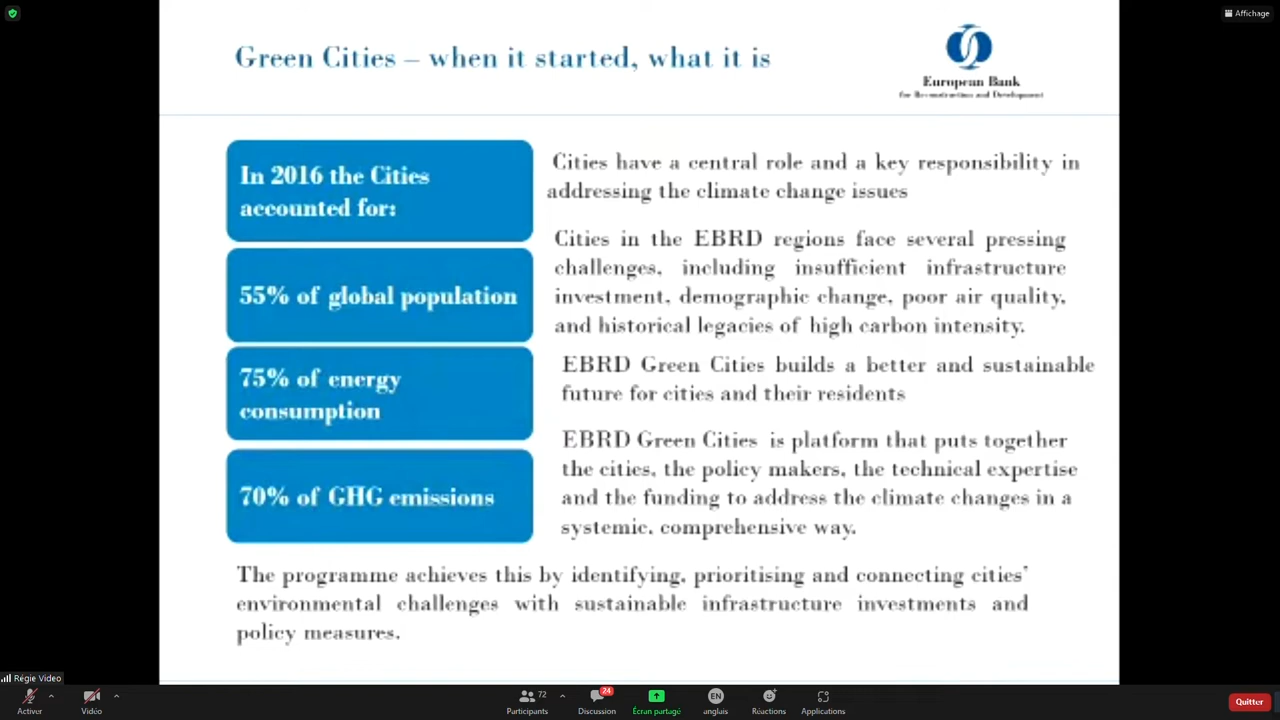 Affichage
Green Cities – when it started, what it is
European Bank
for Reconstruction and Development
In 2016 the Cities
accounted for:
55% of global population
75% of energy
consumption
70% of GHG emissions
Cities have a central role and a key responsibility in
addressing the climate change issues
Cities in the EBRD regions face several pressing
challenges, including insufficient infrastructure
investment, demographic change, poor air quality,
and historical legacies of high carbon intensity.
EBRD Green Cities builds a better and sustainable
future for cities and their residents
EBRD Green Cities is platform that puts together
the cities, the policy makers, the technical expertise
and the funding to address the climate changes in a
systemic, comprehensive way.
The programme achieves this by identifying, prioritising and connecting cities'
environmental challenges with sustainable infrastructure investments and
policy measures.
Régie Video
Activer
Vidéo
72
Participants
24
Discussion
Écran partagé
EN
anglais
Réactions
Applications
Quitter